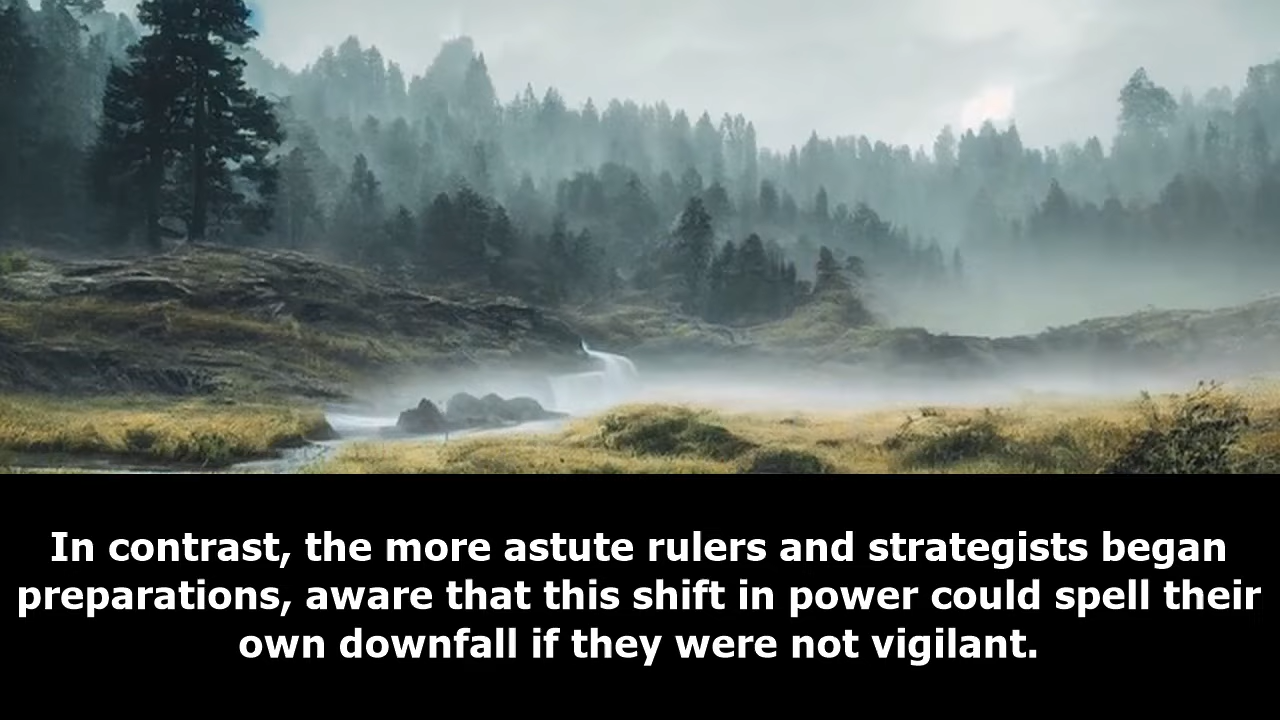 In contrast, the more astute rulers and strategists began
preparations, aware that this shift in power could spell their
own downfall if they were not vigilant.